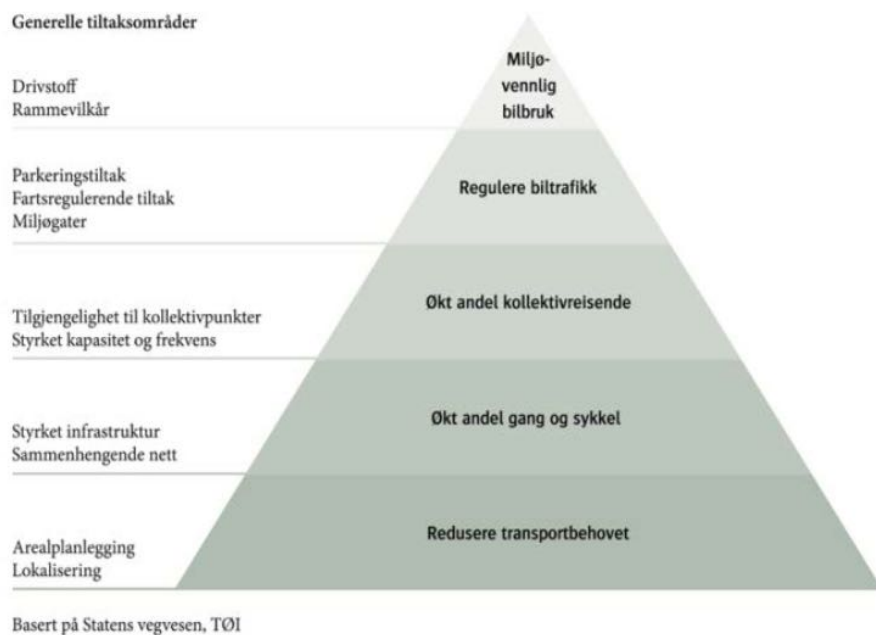 Generelle tiltaksområder
Miljø-
vennlig
bilbruk
Drivstoff
Rammevilkår
Parkeringstiltak
Fartsregulerende tiltak
Miljøgater
Regulere biltrafikk
Tilgjengelighet til kollektivpunkter
Styrket kapasitet og frekvens
Økt andel kollektivreisende
Styrket infrastruktur
Sammenhengende nett
Økt andel gang og sykkel
Arealplanlegging
Lokalisering
Redusere transportbehovet
Basert på Statens vegvesen, TØI